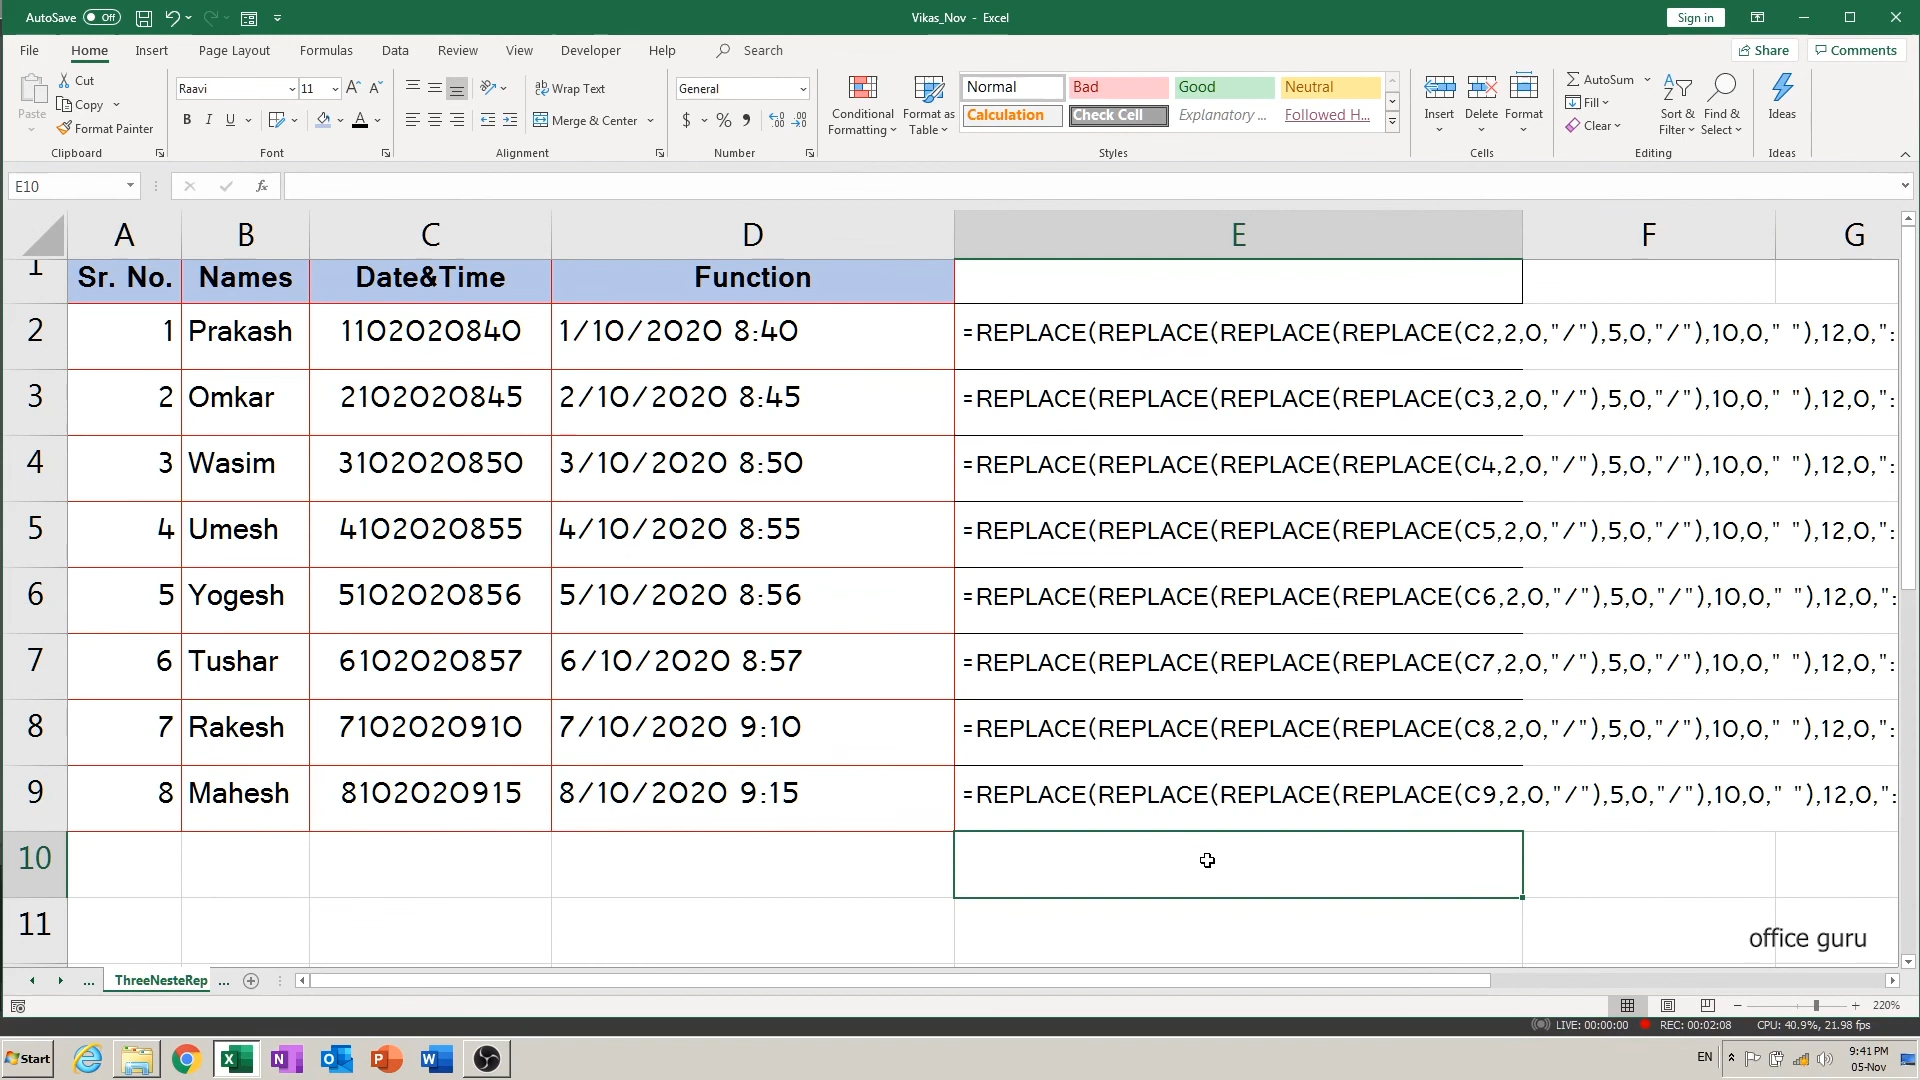 AutoSave Off
Vikas_Nov - Excel
Sign in
File Home Insert Page Layout Formulas Data Review View Developer Help Search
Share Comments
Paste
Cut
Copy
Format Painter
Clipboard
Raavi 11
B I U
Font
Wrap Text
Merge & Center
Alignment
General
$ % ,
Number
Conditional Formatting
Format as Table
Normal Bad Good Neutral
Calculation Check Cell Explanatory ... Followed H...
Styles
Insert Delete Format
Cells
AutoSum
Fill
Clear
Sort & Filter
Find & Select
Editing
Ideas
Ideas
E10
fx
A B C D E F G
1 Sr. No. Names Date&Time Function
2 1 Prakash 1102020840 1/10/2020 8:40 =REPLACE(REPLACE(REPLACE(REPLACE(C2,2,0,"/"),5,0,"/"),10,0," "),12,0,":
3 2 Omkar 2102020845 2/10/2020 8:45 =REPLACE(REPLACE(REPLACE(REPLACE(C3,2,0,"/"),5,0,"/"),10,0," "),12,0,":
4 3 Wasim 3102020850 3/10/2020 8:50 =REPLACE(REPLACE(REPLACE(REPLACE(C4,2,0,"/"),5,0,"/"),10,0," "),12,0,":
5 4 Umesh 4102020855 4/10/2020 8:55 =REPLACE(REPLACE(REPLACE(REPLACE(C5,2,0,"/"),5,0,"/"),10,0," "),12,0,":
6 5 Yogesh 5102020856 5/10/2020 8:56 =REPLACE(REPLACE(REPLACE(REPLACE(C6,2,0,"/"),5,0,"/"),10,0," "),12,0,":
7 6 Tushar 6102020857 6/10/2020 8:57 =REPLACE(REPLACE(REPLACE(REPLACE(C7,2,0,"/"),5,0,"/"),10,0," "),12,0,":
8 7 Rakesh 7102020910 7/10/2020 9:10 =REPLACE(REPLACE(REPLACE(REPLACE(C8,2,0,"/"),5,0,"/"),10,0," "),12,0,":
9 8 Mahesh 8102020915 8/10/2020 9:15 =REPLACE(REPLACE(REPLACE(REPLACE(C9,2,0,"/"),5,0,"/"),10,0," "),12,0,":
10
11
office guru
... ThreeNesteRep ...
220%
LIVE: 00:00:00 REC: 00:02:08 CPU: 40.9%, 21.98 fps
Start
EN
9:41 PM
05-Nov